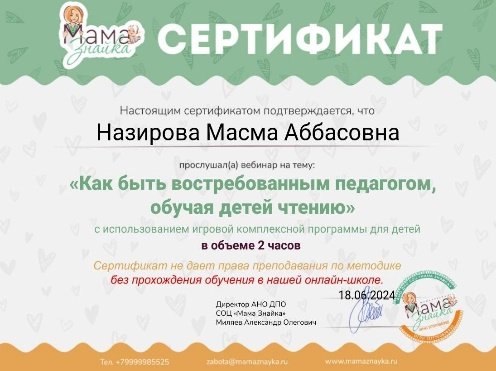 Мама
Знайка
СЕРТИФИКАТ
Настоящим сертификатом подтверждается, что
Назирова Масма Аббасовна
прослушал(а) вебинар на тему:
«Как быть востребованным педагогом,
обучая детей чтению»
с использованием игровой комплексной программы для детей
в объеме 2 часов
Сертификат не дает права преподавания по методике
без прохождения обучения в нашей онлайн-школе.
18.06.2024
Директор АНО ДПО
СОЦ «Мама Знайка»
Миляев Александр Олегович
Мама
Знайка
Тел. +79999985525
zabota@mamaznayka.ru
www.mamaznayka.ru